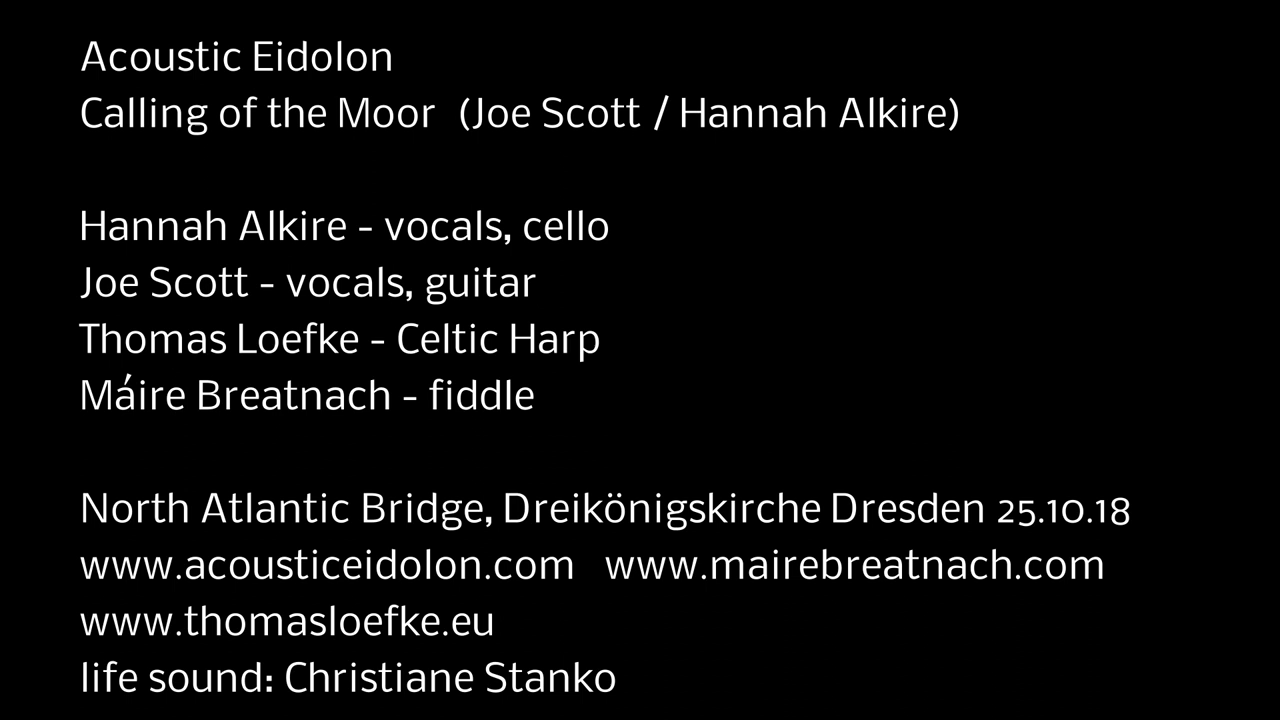 Acoustic Eidolon
Calling of the Moor (Joe Scott / Hannah Alkire)
Hannah Alkire - vocals, cello
Joe Scott - vocals, guitar
Thomas Loefke - Celtic Harp
Máire Breatnach - fiddle
North Atlantic Bridge, Dreikönigskirche Dresden 25.10.18
www.acousticeidolon.com www.mairebreatnach.com
www.thomasloefke.eu
life sound: Christiane Stanko